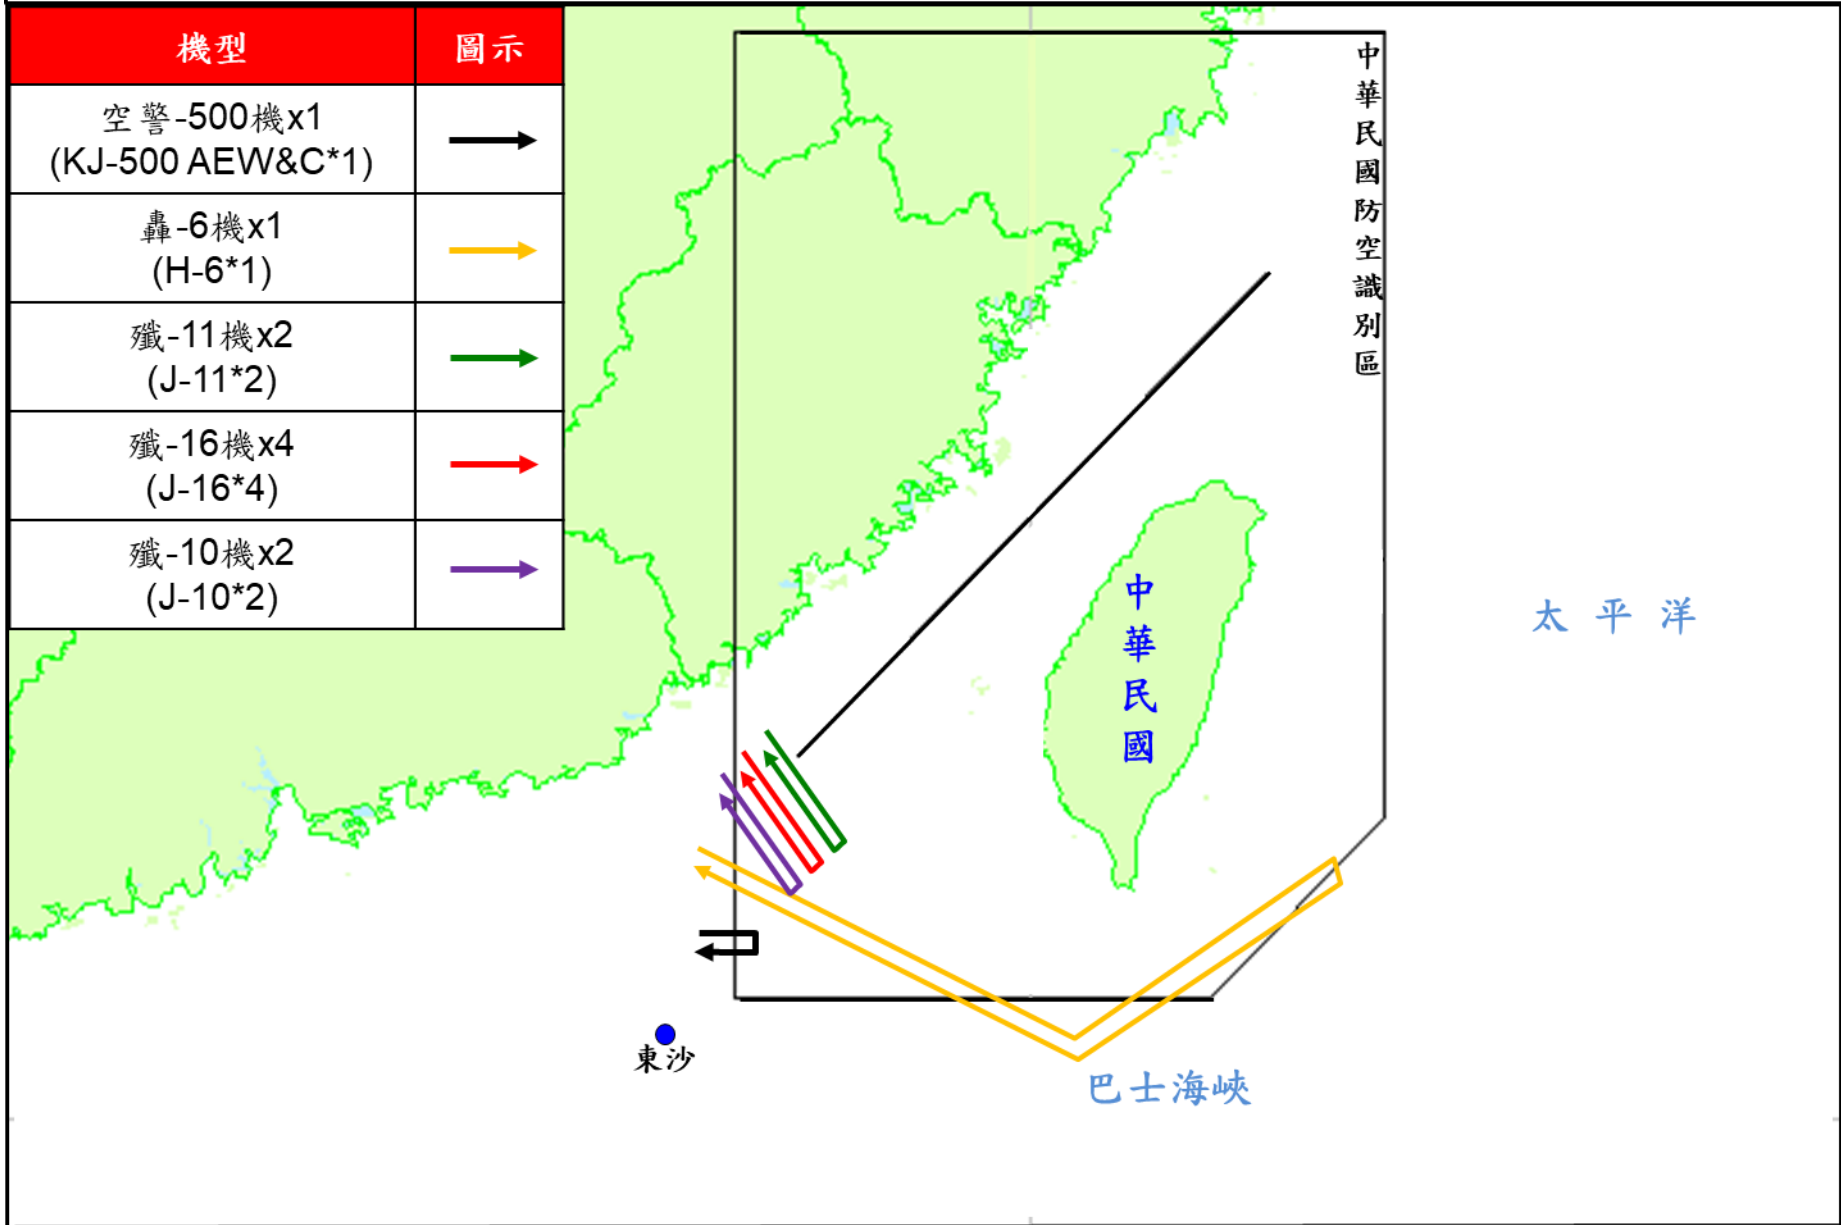 機型 圖示
空警-500機x1
(KJ-500 AEW&C*1)
轟-6機x1
(H-6*1)
殲-11機x2
(J-11*2)
殲-16機x4
(J-16*4)
殲-10機x2
(J-10*2)
中華民國防空識別區
中華民國
太平洋
東沙
巴士海峽